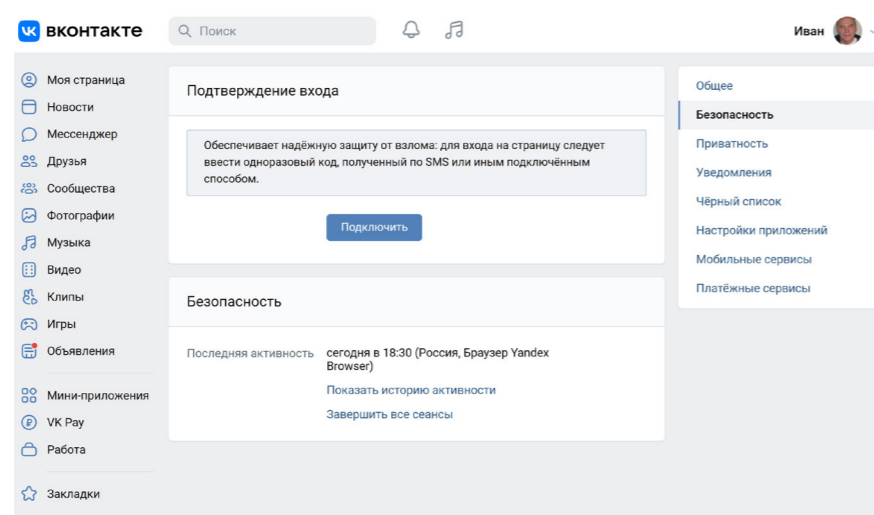 вконтакте
Поиск
Иван
Моя страница
Новости
Мессенджер
Друзья
Сообщества
Фотографии
Музыка
Видео
Клипы
Игры
Объявления
Мини-приложения
VK Pay
Работа
Закладки
Подтверждение входа
Обеспечивает надёжную защиту от взлома: для входа на страницу следует
ввести одноразовый код, полученный по SMS или иным подключённым
способом.
Подключить
Безопасность
Последняя активность
сегодня в 18:30 (Россия, Браузер Yandex
Browser)
Показать историю активности
Завершить все сеансы
Общее
Безопасность
Приватность
Уведомления
Чёрный список
Настройки приложений
Мобильные сервисы
Платёжные сервисы